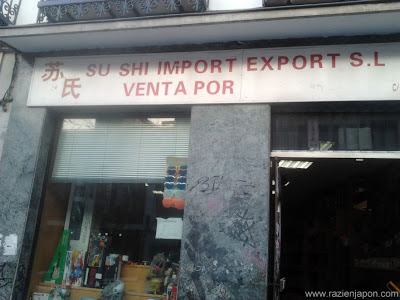 苏氏
SU SHI IMPORT EXPORT S.L
VENTA POR
www.razienjapon.com